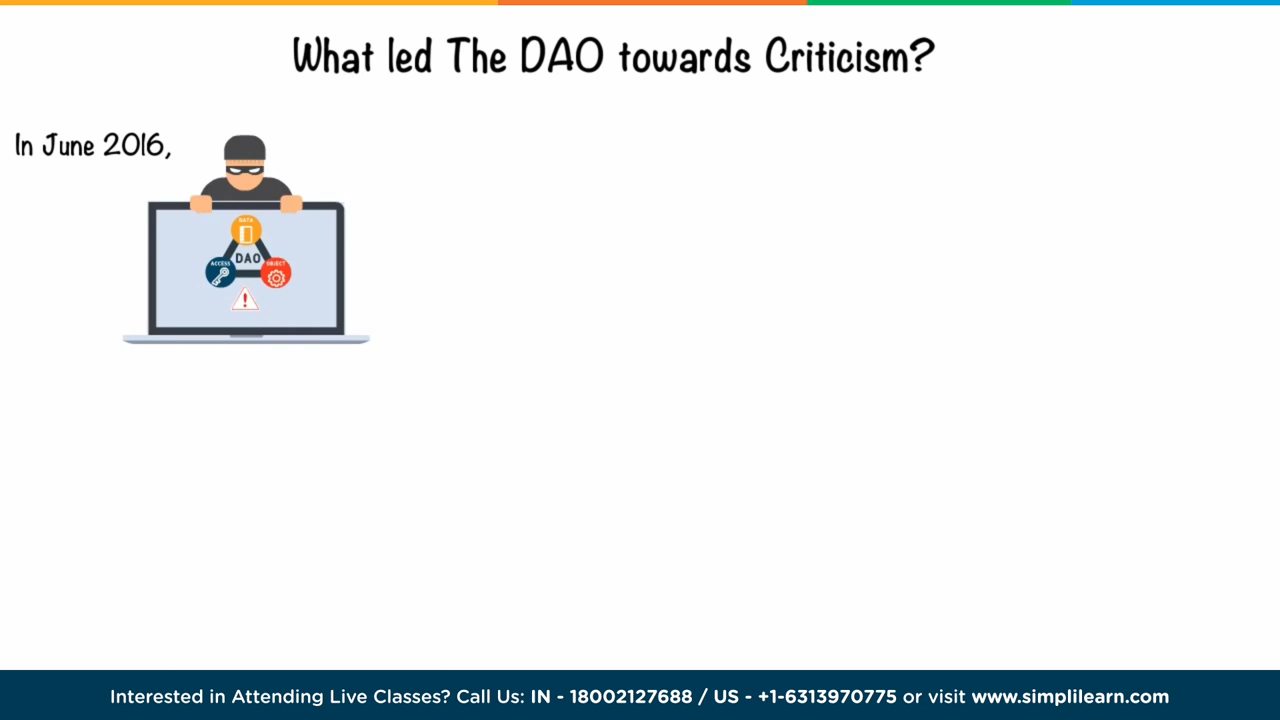 What led The DAO towards Criticism?
In June 2016,
DATA
DAO
ACCESS
OBJECT
Interested in Attending Live Classes? Call Us: IN - 18002127688 / US - +1-6313970775 or visit www.simplilearn.com